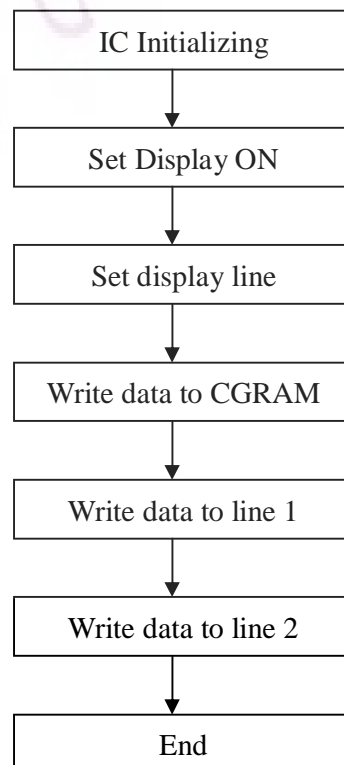 IC Initializing
Set Display ON
Set display line
Write data to CGRAM
Write data to line 1
Write data to line 2
End